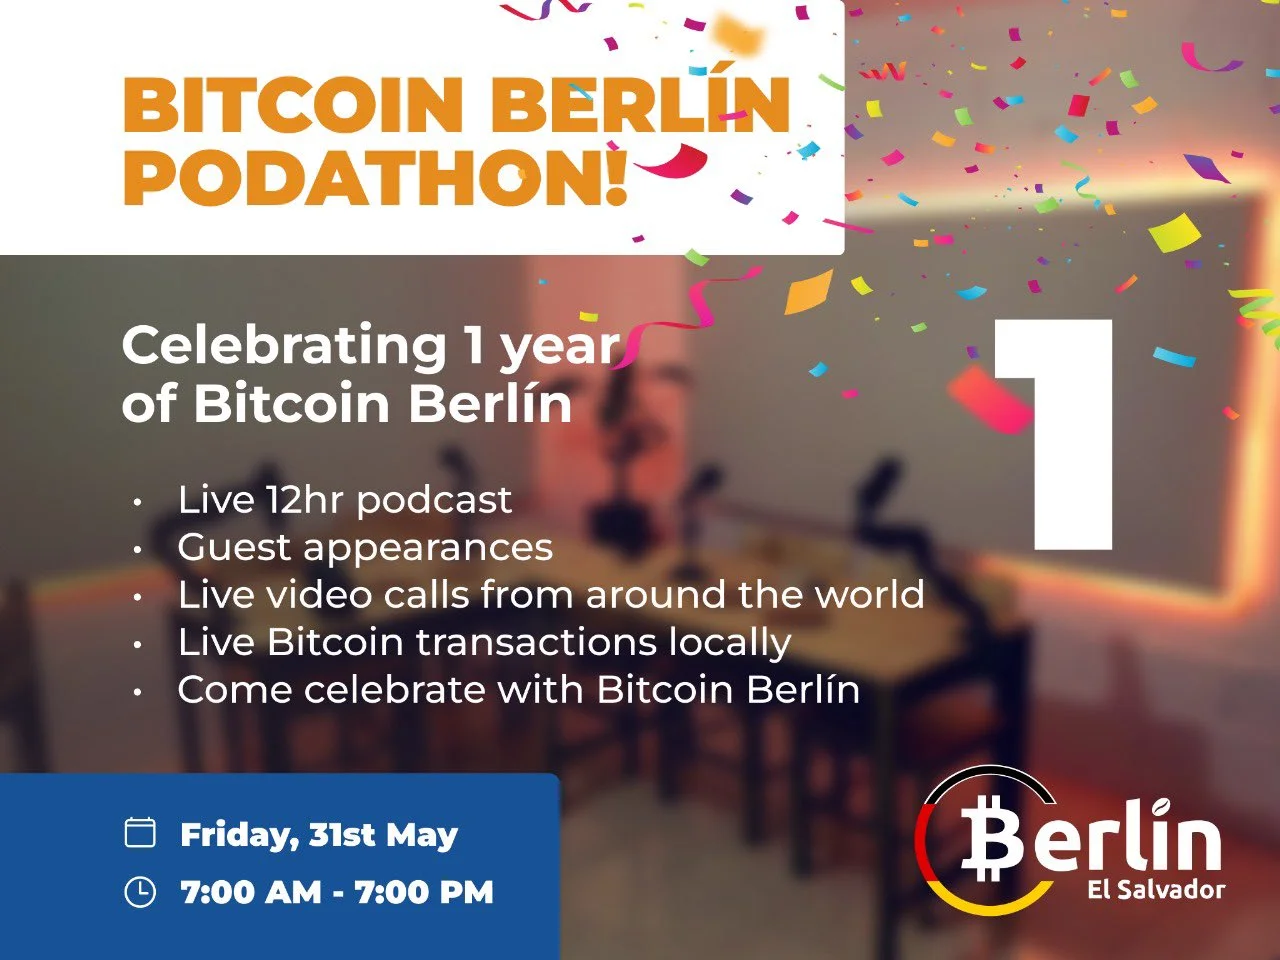 BITCOIN BERLÍN
PODATHON!
Celebrating 1 year
of Bitcoin Berlín
1
• Live 12hr podcast
• Guest appearances
• Live video calls from around the world
• Live Bitcoin transactions locally
• Come celebrate with Bitcoin Berlín
Friday, 31st May
7:00 AM - 7:00 PM
Berlín
El Salvador